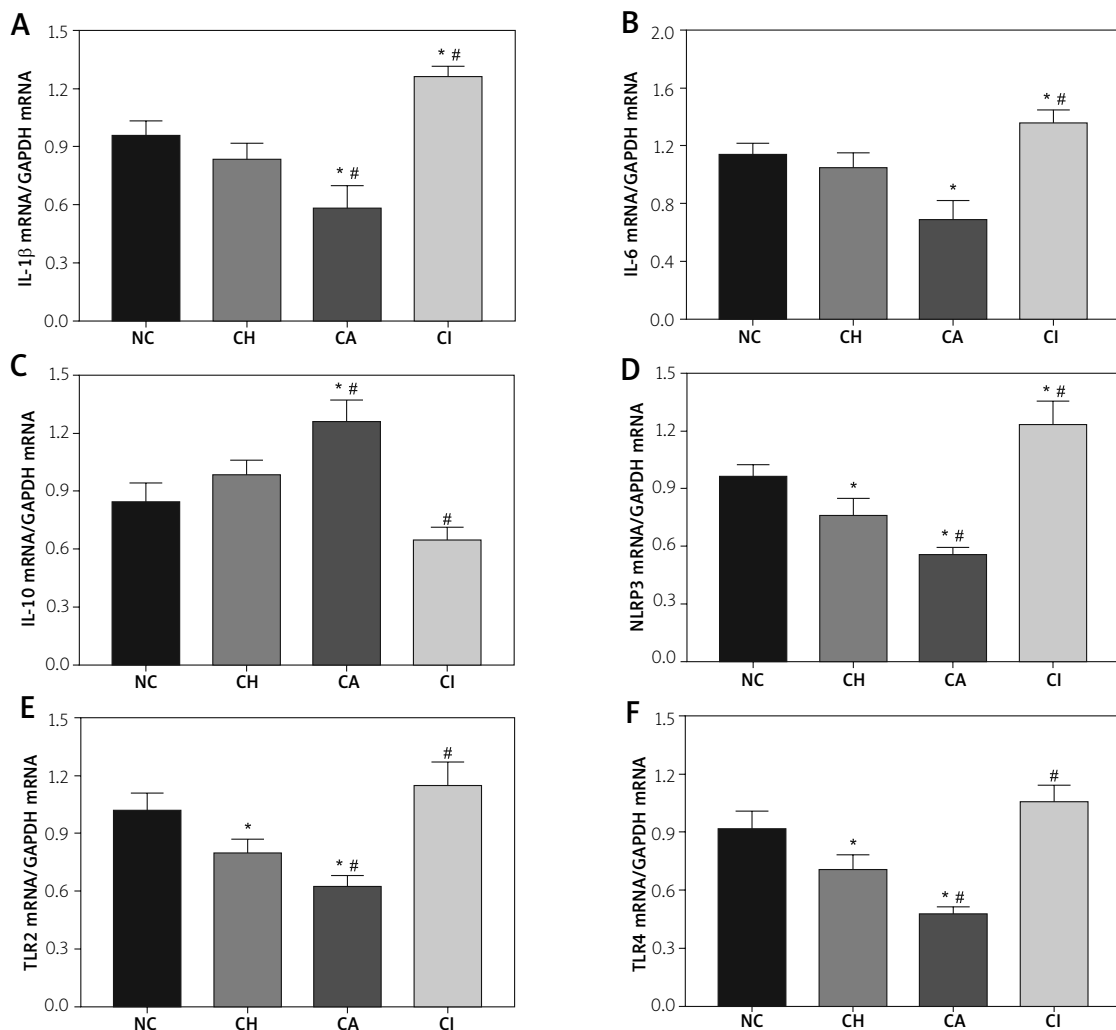 A
IL-1β mRNA/GAPDH mRNA
1.5
1.2
0.9
0.6
0.3
0.0
* #
* #
NC CH CA CI
B
IL-6 mRNA/GAPDH mRNA
2.0
1.6
1.2
0.8
0.4
0.0
*
* #
NC CH CA CI
C
IL-10 mRNA/GAPDH mRNA
1.5
1.2
0.9
0.6
0.3
0.0
* #
#
NC CH CA CI
D
NLRP3 mRNA/GAPDH mRNA
1.5
1.2
0.9
0.6
0.3
0.0
*
* #
* #
NC CH CA CI
E
TLR2 mRNA/GAPDH mRNA
1.5
1.2
0.9
0.6
0.3
0.0
*
* #
#
NC CH CA CI
F
TLR4 mRNA/GAPDH mRNA
1.5
1.2
0.9
0.6
0.3
0.0
*
* #
#
NC CH CA CI